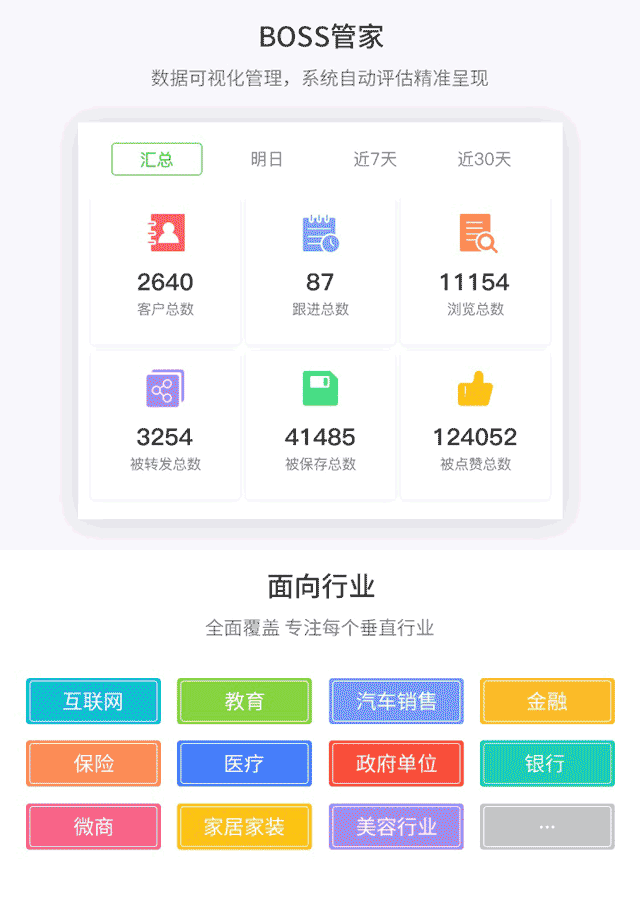 BOSS管家
数据可视化管理，系统自动评估精准呈现
汇总 明日 近7天 近30天
2640 87 11154
客户总数 跟进总数 浏览总数
3254 41485 124052
被转发总数 被保存总数 被点赞总数
面向行业
全面覆盖 专注每个垂直行业
互联网 教育 汽车销售 金融
保险 医疗 政府单位 银行
微商 家居家装 美容行业 ...